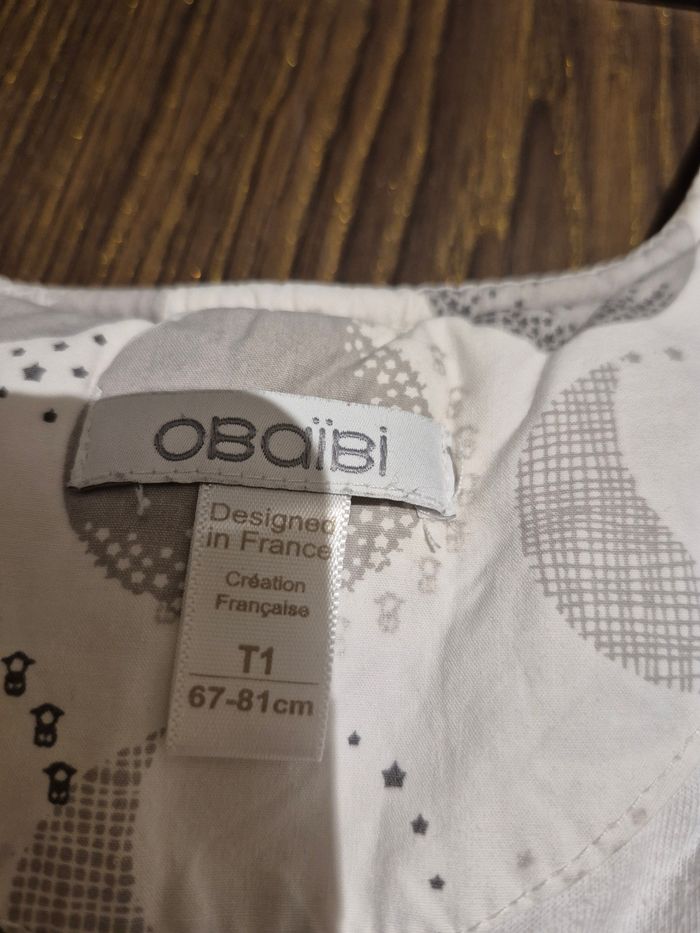 OBaïBi
Designed
in France
Création
Française
T1
67-81cm